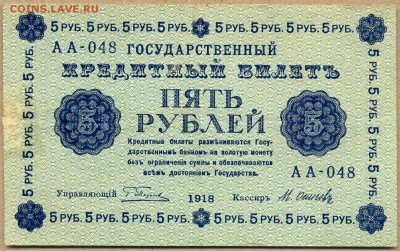 COINS.LAVE.RU
5 РУБ. 5 РУБ. 5 РУБ. 5 РУБ. 5 РУБ. 5 РУБ. 5 РУБ. 5 РУБ.
АА-048 ГОСУДАРСТВЕННЫЙ
КРЕДИТНЫЙ БИЛЕТЪ
5 ПЯТЬ РУБЛЕЙ 5
Кредитные билеты размѣниваются Госу-
дарственнымъ банкомъ на золотую монету
безъ ограниченія суммы и обезпечиваются
всѣмъ достояніемъ Государства.
АА-048
Управляющій 1918 Кассиръ
5 РУБ. 5 РУБ. 5 РУБ. 5 РУБ. 5 РУБ. 5 РУБ. 5 РУБ. 5 РУБ.